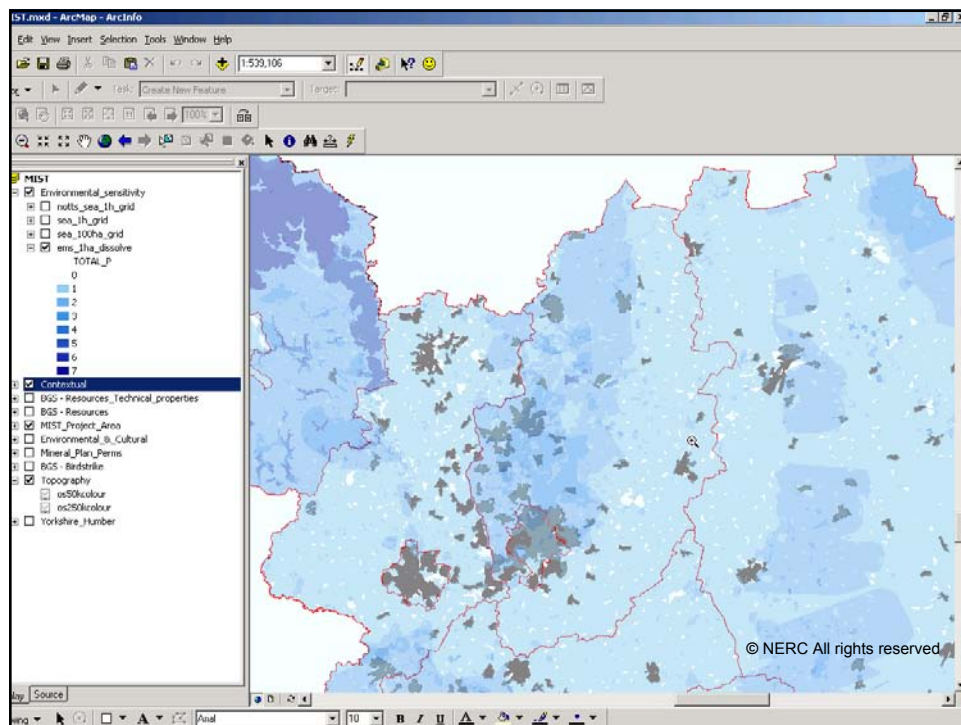 IST.mxd - ArcMap - ArcInfo
Edit View Insert Selection Tools Window Help
1:539,106
Task: Create New Feature Target:
100%
MIST
Environmental_sensitivity
notts_sea_1h_grid
sea_1h_grid
sea_100ha_grid
ems_1ha_dissolve
TOTAL_P
0
1
2
3
4
5
6
7
Contextual
BGS - Resources_Technical_properties
BGS - Resources
MIST_Project_Area
Environmental_&_Cultural
Mineral_Plan_Perms
BGS - Birdstrike
Topography
os50kcolour
os250kcolour
Yorkshire_Humber
© NERC All rights reserved
lay Source
wing A Arial 10 B I U A